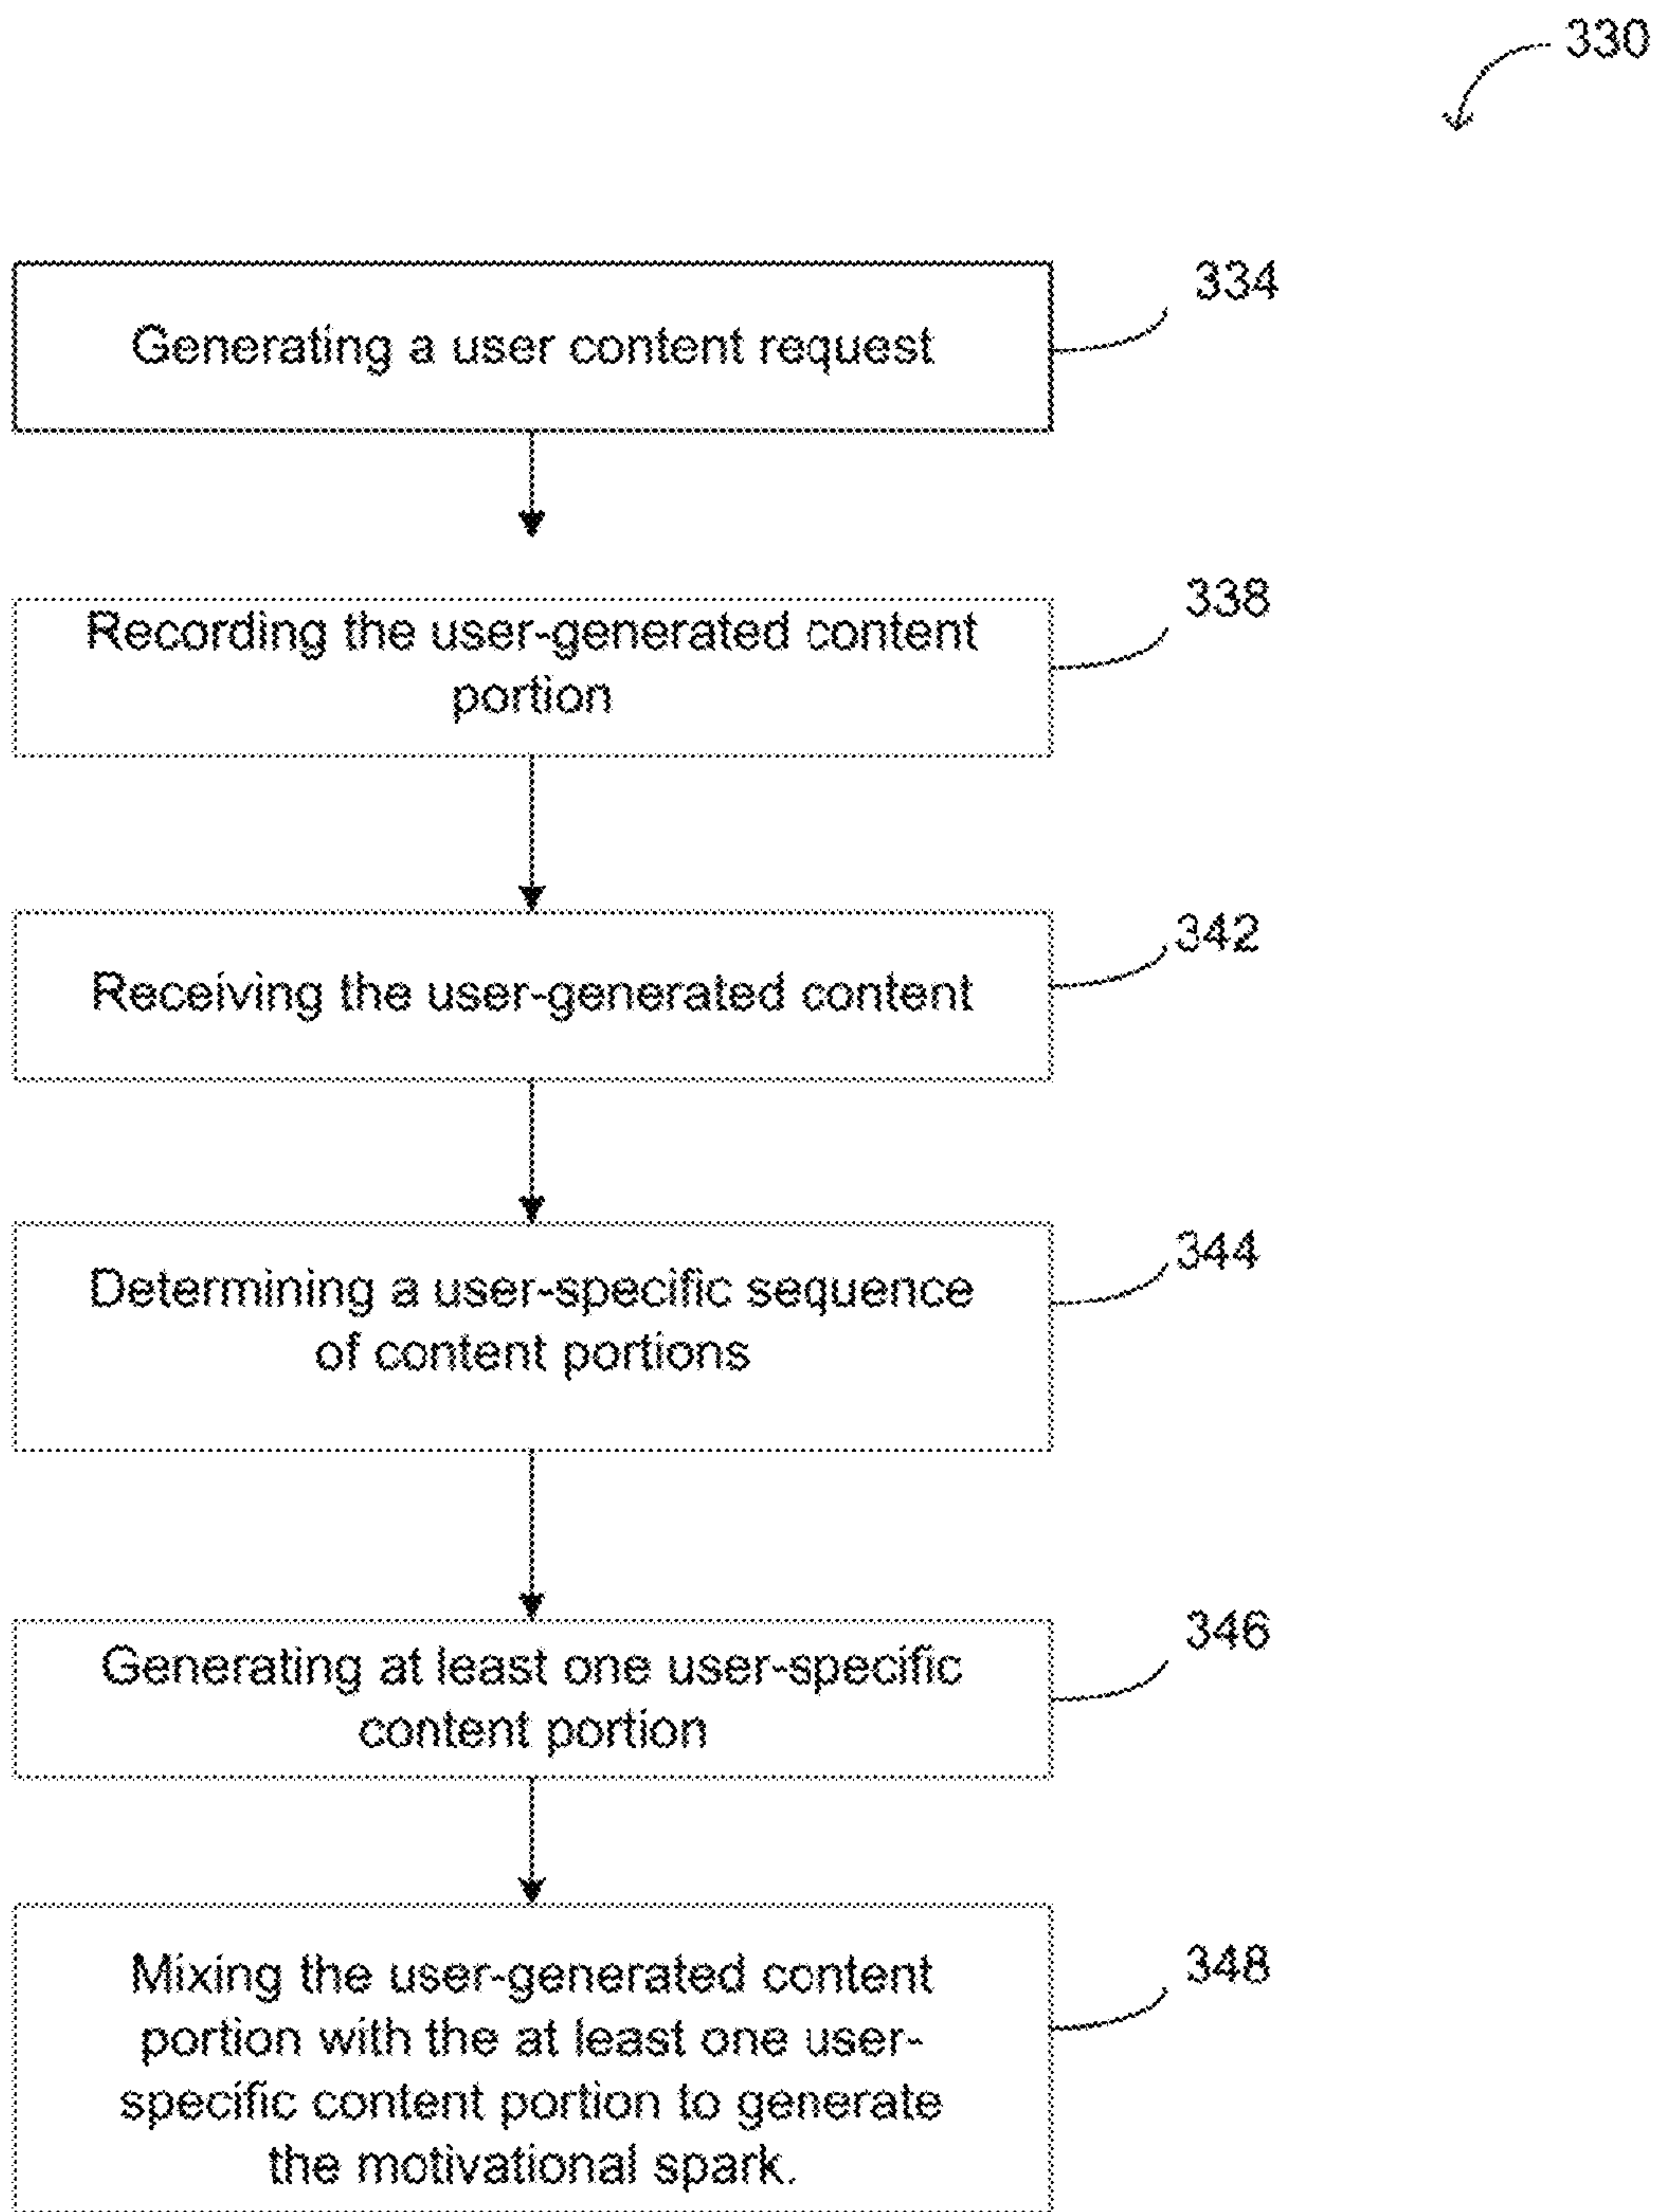 330
Generating a user content request
334
Recording the user-generated content
portion
338
Receiving the user-generated content
342
Determining a user-specific sequence
of content portions
344
Generating at least one user-specific
content portion
346
Mixing the user-generated content
portion with the at least one user-
specific content portion to generate
the motivational spark.
348